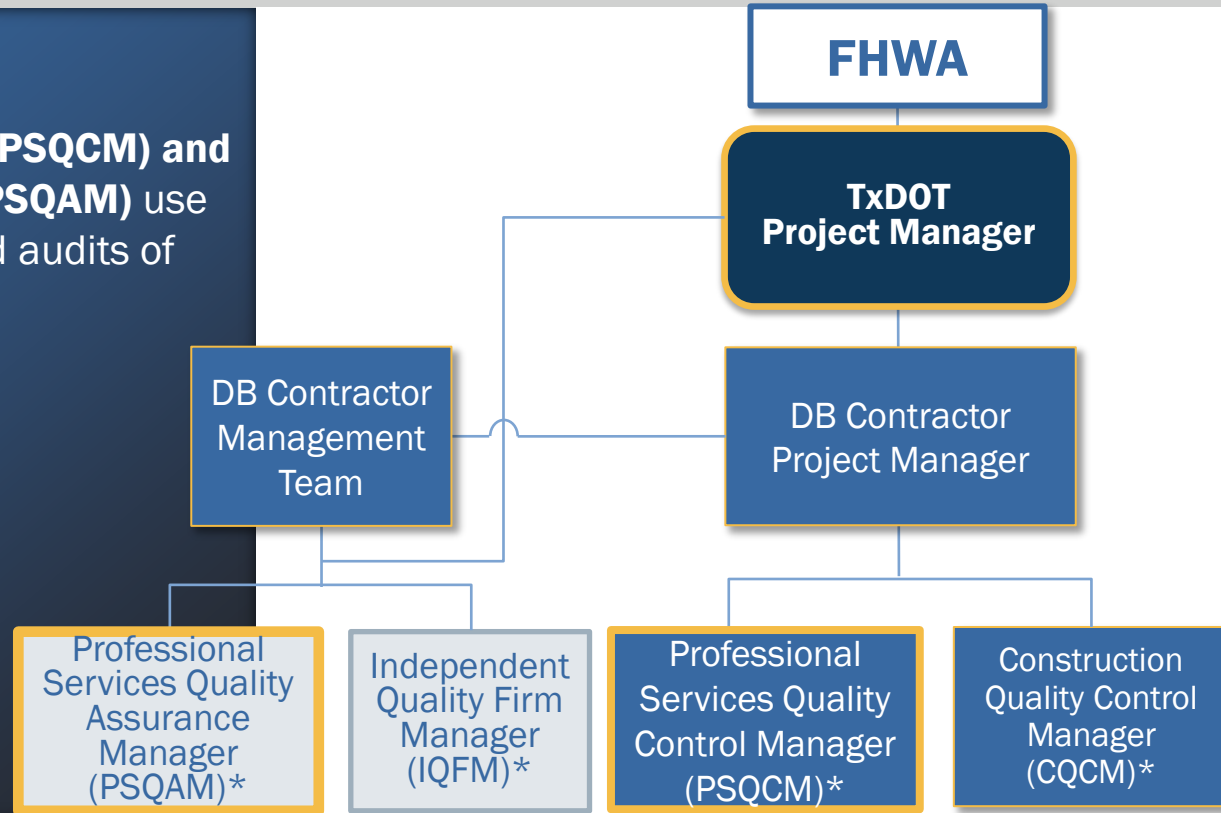 PSQCM) and
PSQAM) use
audits of
FHWA
TxDOT
Project Manager
DB Contractor
Management
Team
DB Contractor
Project Manager
Professional
Services Quality
Assurance
Manager
(PSQAM)*
Independent
Quality Firm
Manager
(IQFM)*
Professional
Services Quality
Control Manager
(PSQCM)*
Construction
Quality Control
Manager
(CQCM)*